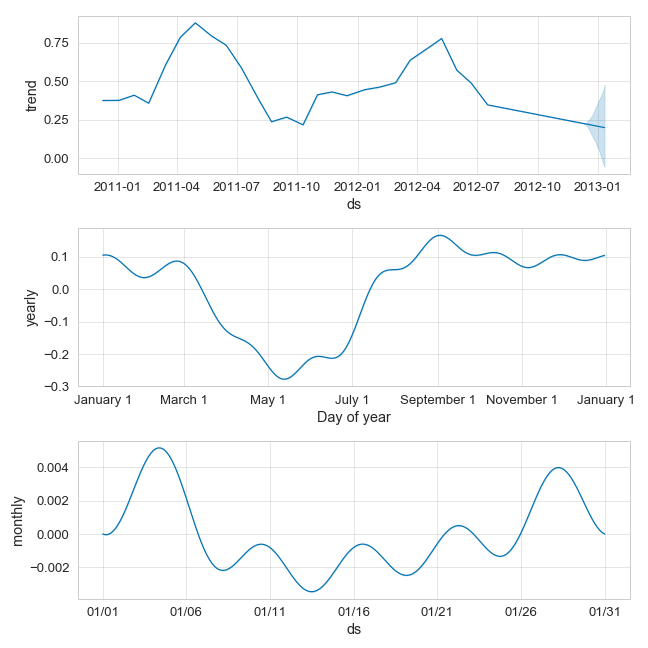 trend
0.75
0.50
0.25
0.00
2011-01 2011-04 2011-07 2011-10 2012-01 2012-04 2012-07 2012-10 2013-01
ds
yearly
0.1
0.0
−0.1
−0.2
−0.3
January 1 March 1 May 1 July 1 September 1 November 1 January 1
Day of year
monthly
0.004
0.002
0.000
−0.002
01/01 01/06 01/11 01/16 01/21 01/26 01/31
ds